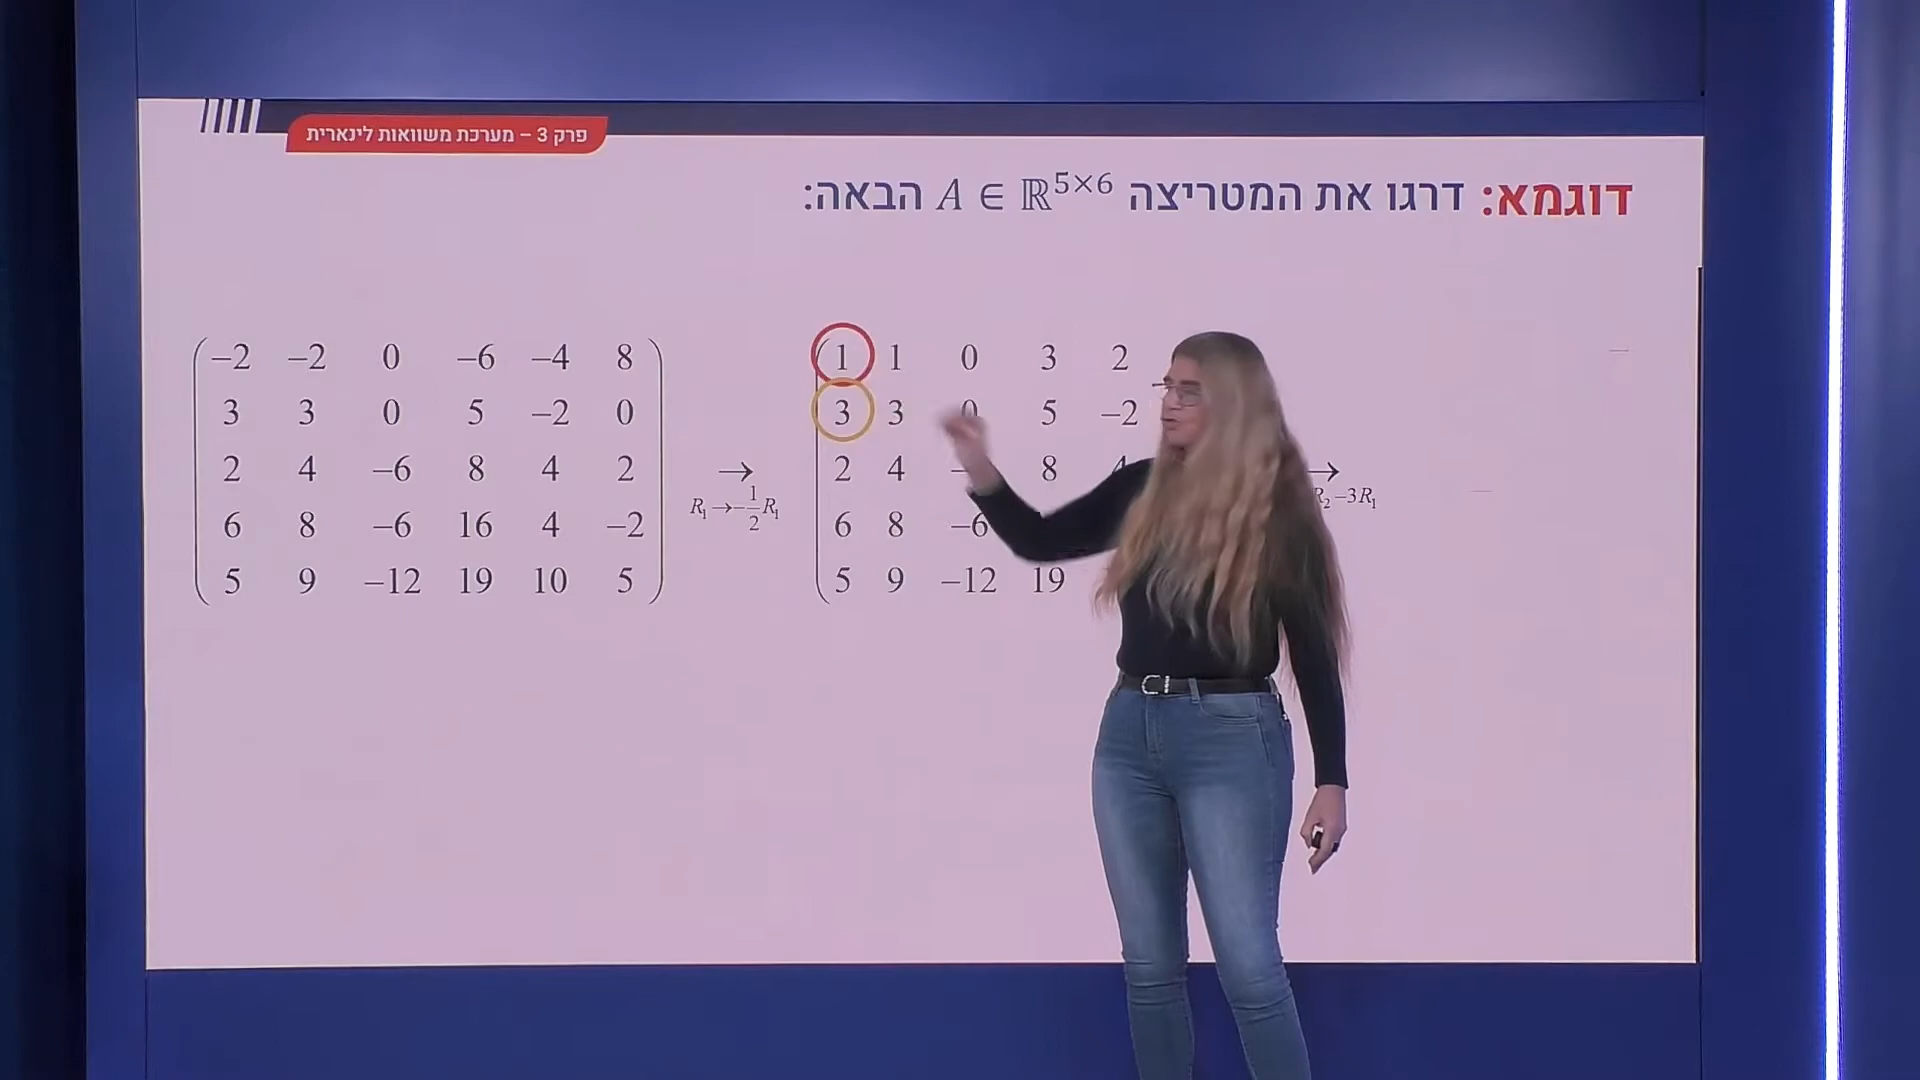 פרק 3 – מערכת משוואות לינארית
דוגמא: דרגו את המטריצה A ∈ ℝ^{5×6} הבאה:
−2 −2 0 −6 −4 8
3 3 0 5 −2 0
2 4 −6 8 4 2
6 8 −6 16 4 −2
5 9 −12 19 10 5
→
R₁→−1/2R₁
1 1 0 3 2
3 3 0 5 −2
2 4 8 4
6 8 −6
5 9 −12 19
→
R₂−3R₁